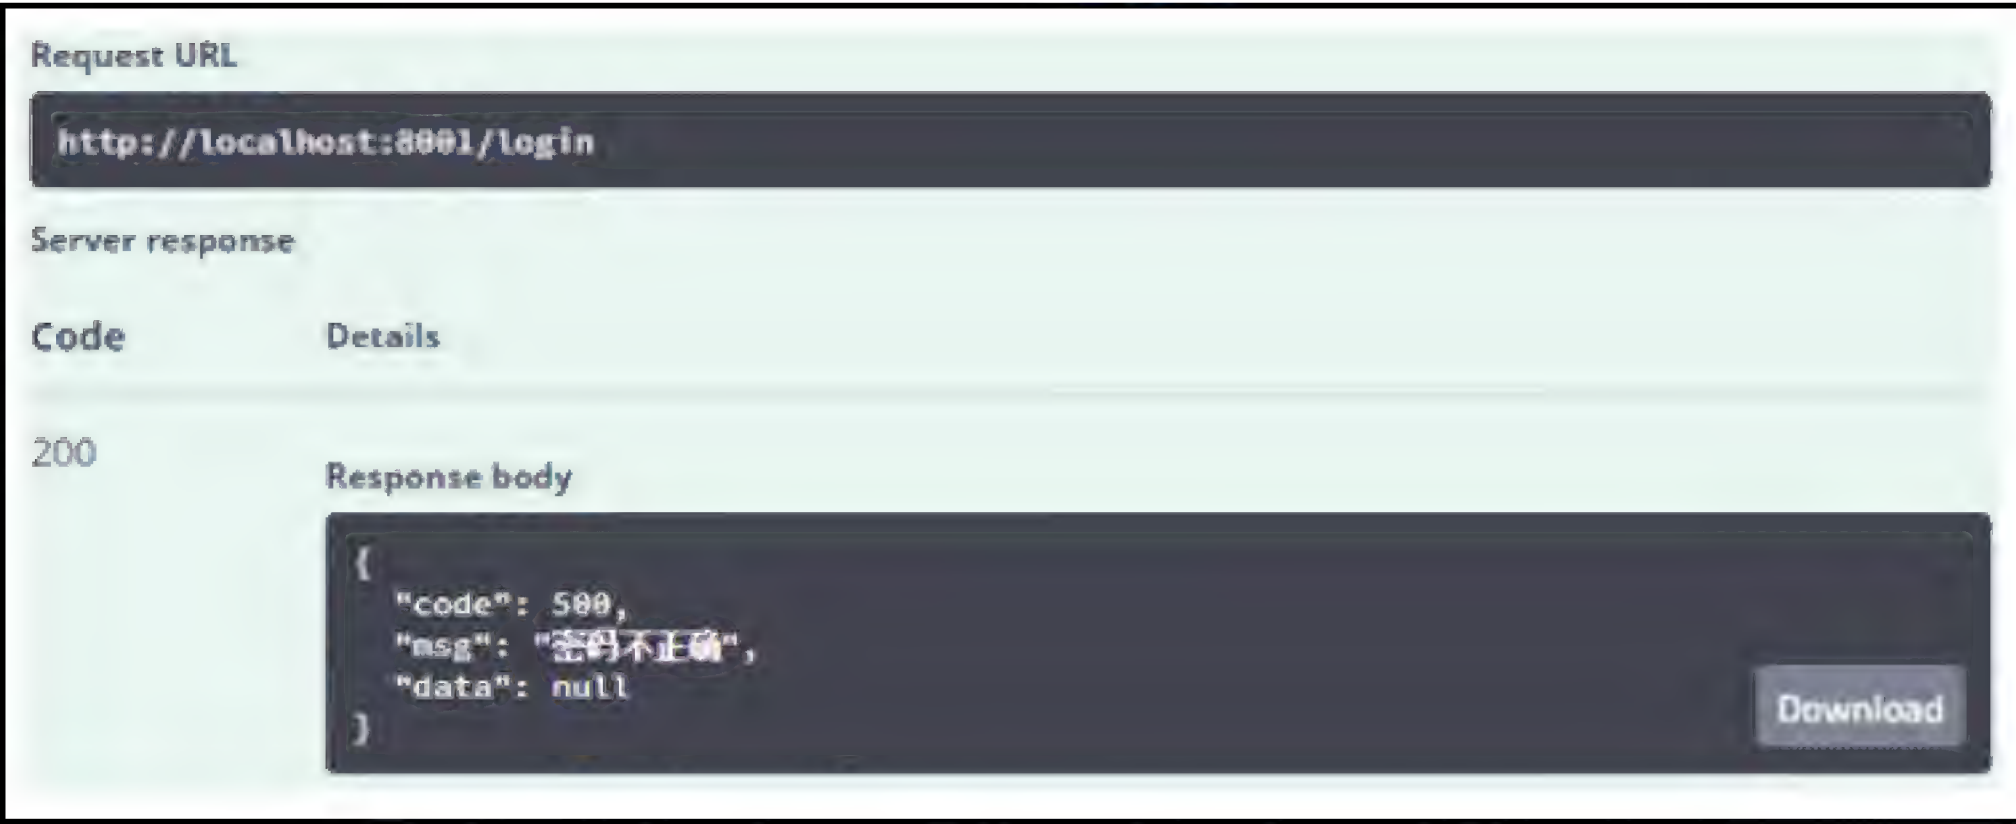 Request URL
http://localhost:8001/login
Server response
Code Details
200
Response body
{
"code": 500,
"msg": "密码不正确",
"data": null
}
Download